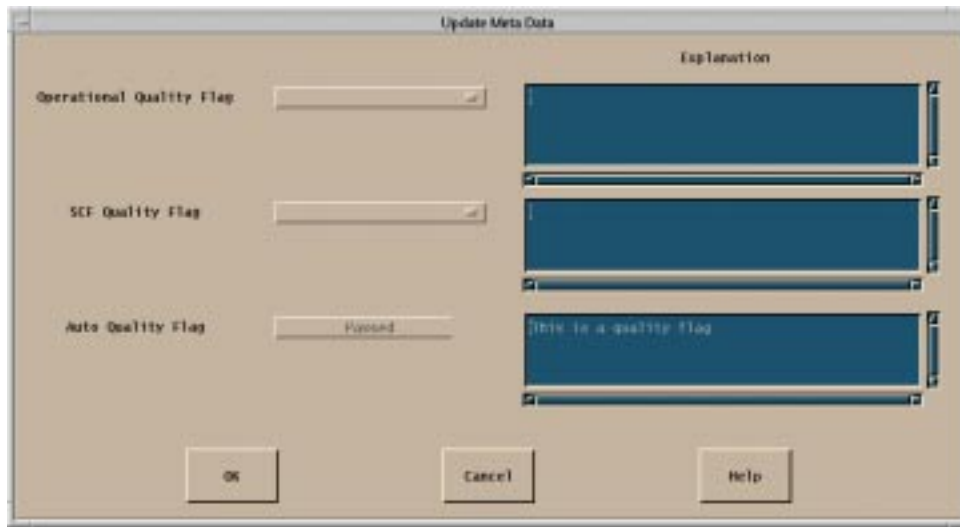 Update Meta Data
Explanation
Operational Quality Flag
SCF Quality Flag
Auto Quality Flag
Passed
This is a quality flag
OK
Cancel
Help